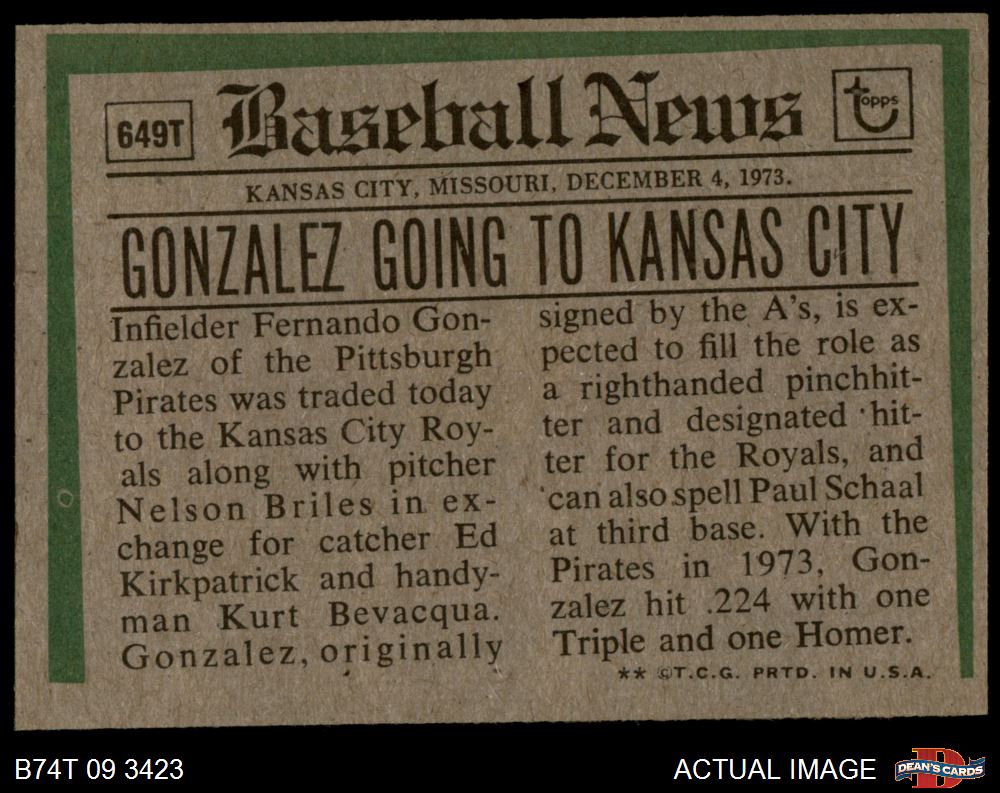 649T
Baseball News
topps
KANSAS CITY, MISSOURI, DECEMBER 4, 1973.
GONZALEZ GOING TO KANSAS CITY
Infielder Fernando Gon-
zalez of the Pittsburgh
Pirates was traded today
to the Kansas City Roy-
als along with pitcher
Nelson Briles in ex-
change for catcher Ed
Kirkpatrick and handy-
man Kurt Bevacqua.
Gonzalez, originally
signed by the A's, is ex-
pected to fill the role as
a righthanded pinchhit-
ter and designated hit-
ter for the Royals, and
can also spell Paul Schaal
at third base. With the
Pirates in 1973, Gon-
zalez hit .224 with one
Triple and one Homer.
** ©T.C.G. PRTD. IN U.S.A.
B74T 09 3423
ACTUAL IMAGE
D
DEAN'S CARDS